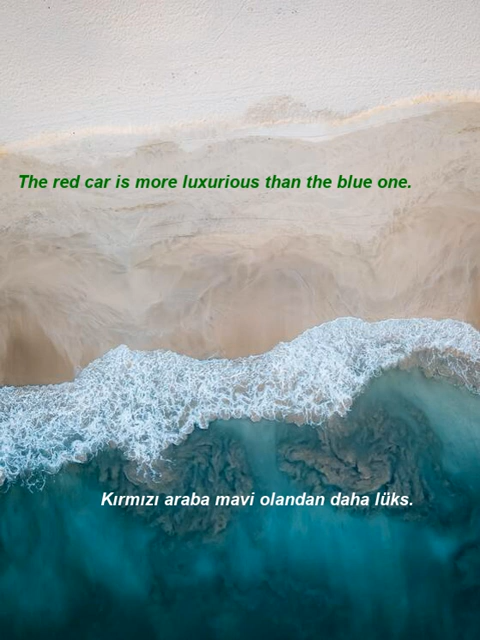 The red car is more luxurious than the blue one.
Kırmızı araba mavi olandan daha lüks.